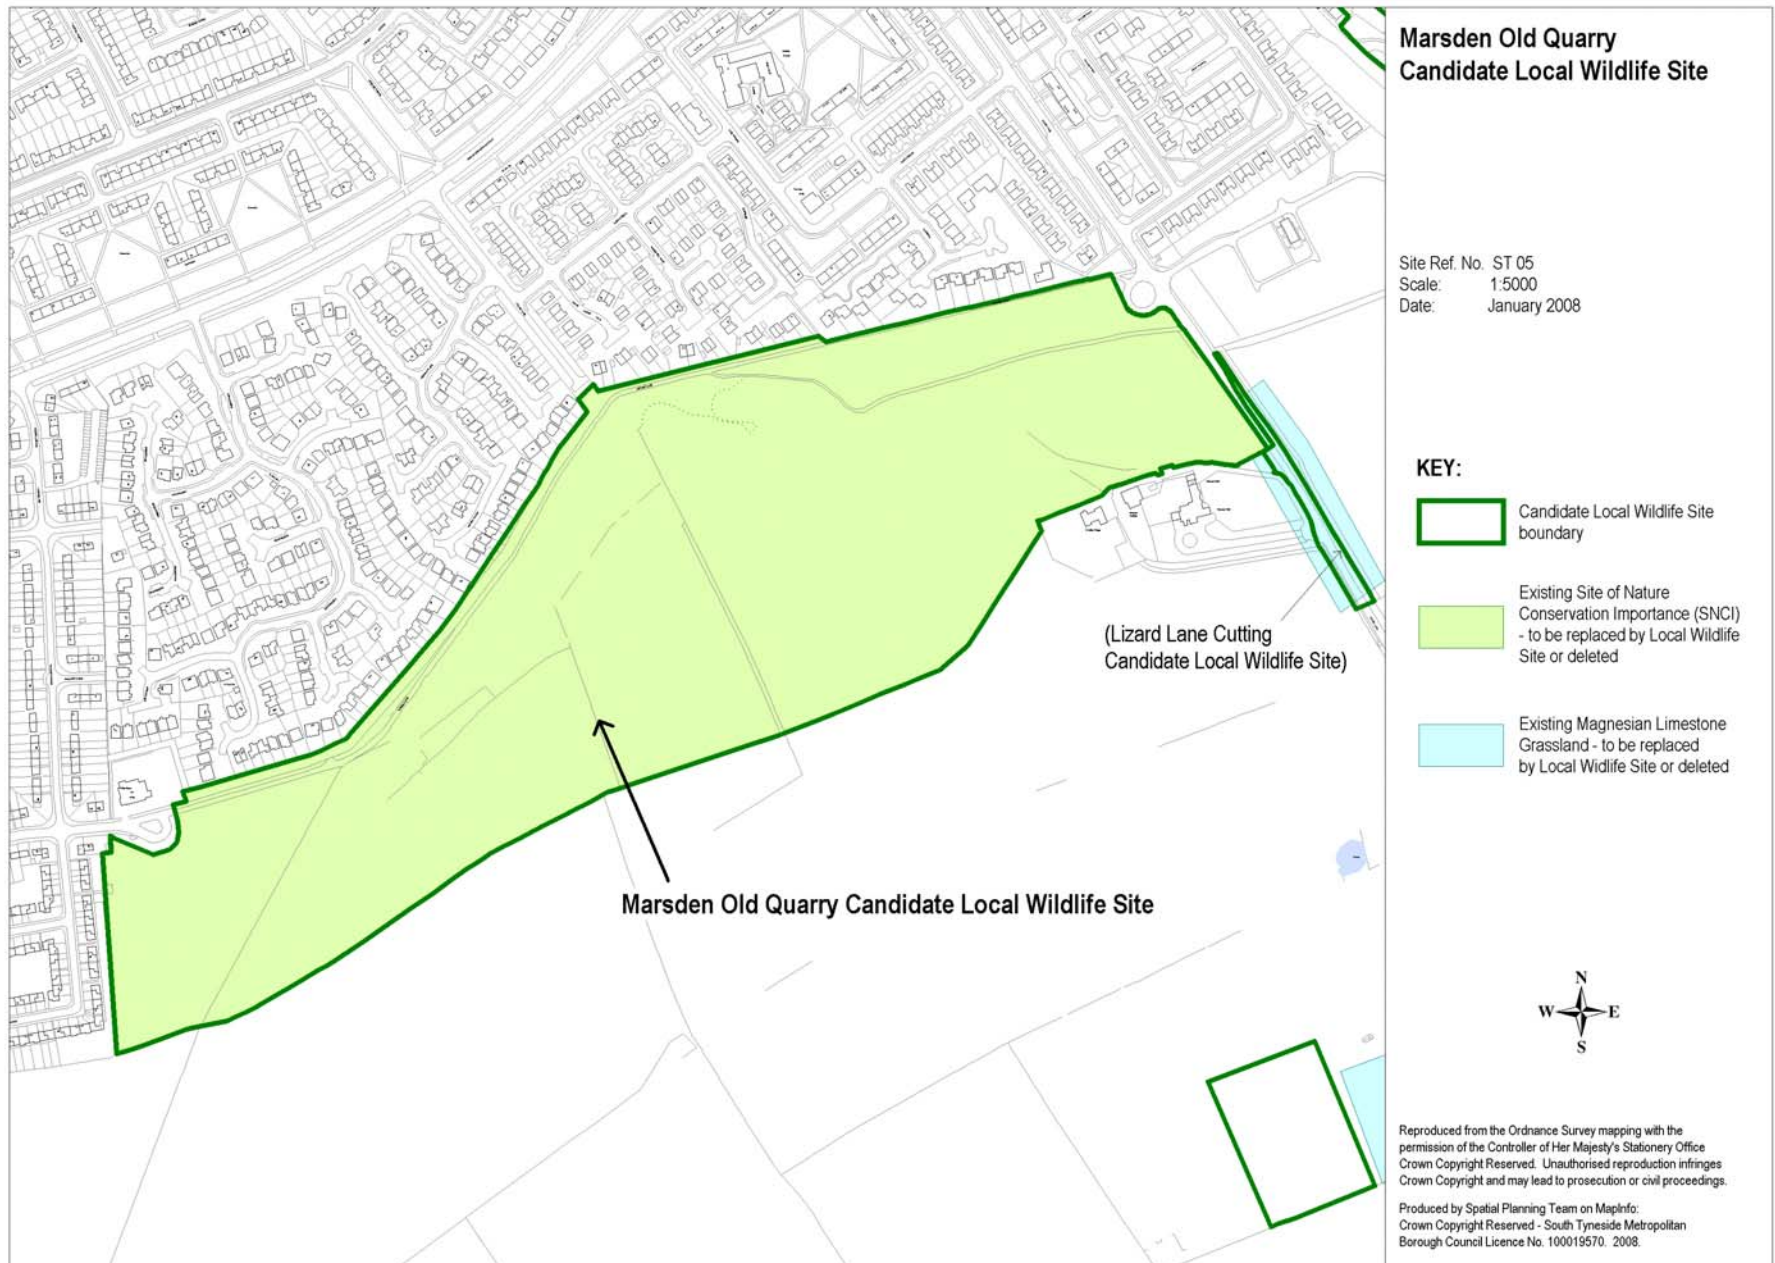 Marsden Old Quarry
Candidate Local Wildlife Site
Site Ref. No. ST 05
Scale: 1:5000
Date: January 2008
KEY:
Candidate Local Wildlife Site
boundary
Existing Site of Nature
Conservation Importance (SNCI)
- to be replaced by Local Wildlife
Site or deleted
Existing Magnesian Limestone
Grassland - to be replaced
by Local Widlife Site or deleted
(Lizard Lane Cutting
Candidate Local Wildlife Site)
Marsden Old Quarry Candidate Local Wildlife Site
N
W E
S
Reproduced from the Ordnance Survey mapping with the
permission of the Controller of Her Majesty's Stationery Office
Crown Copyright Reserved. Unauthorised reproduction infringes
Crown Copyright and may lead to prosecution or civil proceedings.
Produced by Spatial Planning Team on MapInfo:
Crown Copyright Reserved - South Tyneside Metropolitan
Borough Council Licence No. 100019570. 2008.